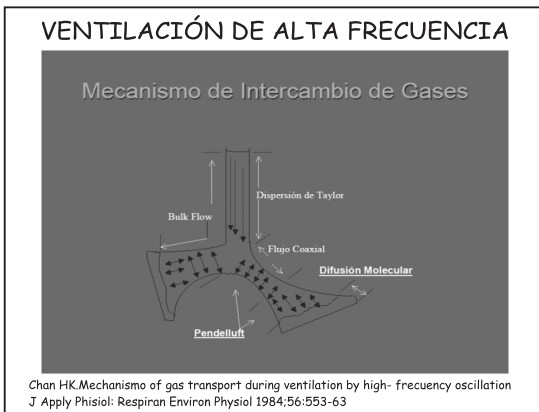 VENTILACIÓN DE ALTA FRECUENCIA
Mecanismo de Intercambio de Gases
Dispersión de Taylor
Bulk Flow
Flujo Coaxial
Difusión Molecular
Pendelluft
Chan HK.Mechanismo of gas transport during ventilation by high- frecuency oscillation
J Apply Phisiol: Respiran Environ Physiol 1984;56:553-63